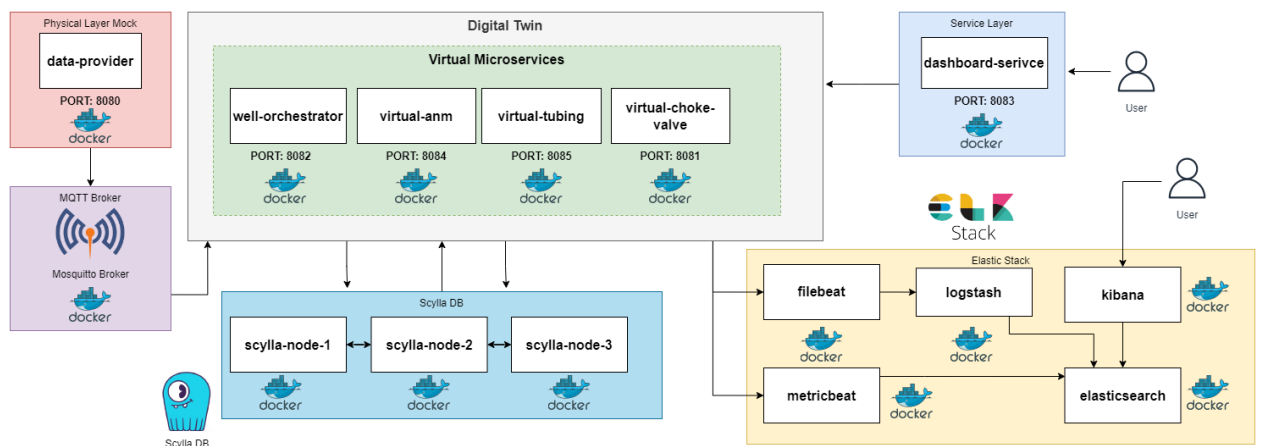 Physical Layer Mock
data-provider
PORT: 8080
docker
MQTT Broker
Mosquitto Broker
docker
Digital Twin
Virtual Microservices
well-orchestrator
PORT: 8082
docker
virtual-anm
PORT: 8084
docker
virtual-tubing
PORT: 8085
docker
virtual-choke-
valve
PORT: 8081
docker
Service Layer
dashboard-serivce
PORT: 8083
docker
User
User
Scylla DB
scylla-node-1
scylla-node-2
scylla-node-3
docker
docker
docker
Scylla DB
ELK
Stack
Elastic Stack
filebeat
docker
logstash
docker
kibana
docker
metricbeat
docker
elasticsearch
docker